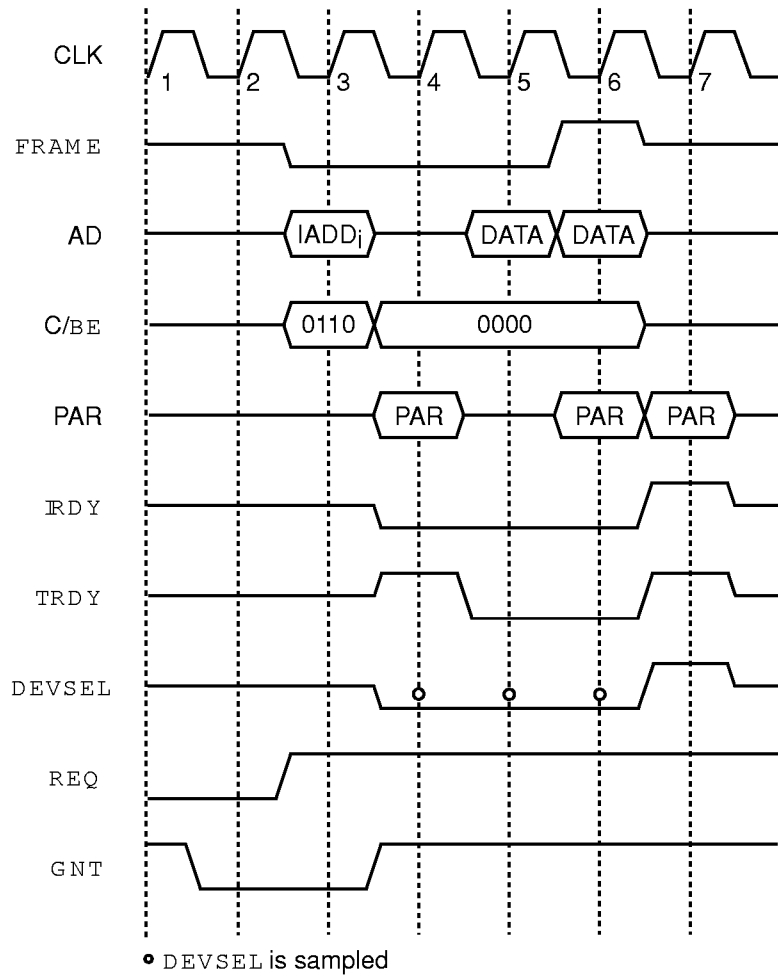 CLK
1 2 3 4 5 6 7
FRAME
AD IADDi DATA DATA
C/BE 0110 0000
PAR PAR PAR PAR
IRDY
TRDY
DEVSEL
REQ
GNT
DEVSEL is sampled